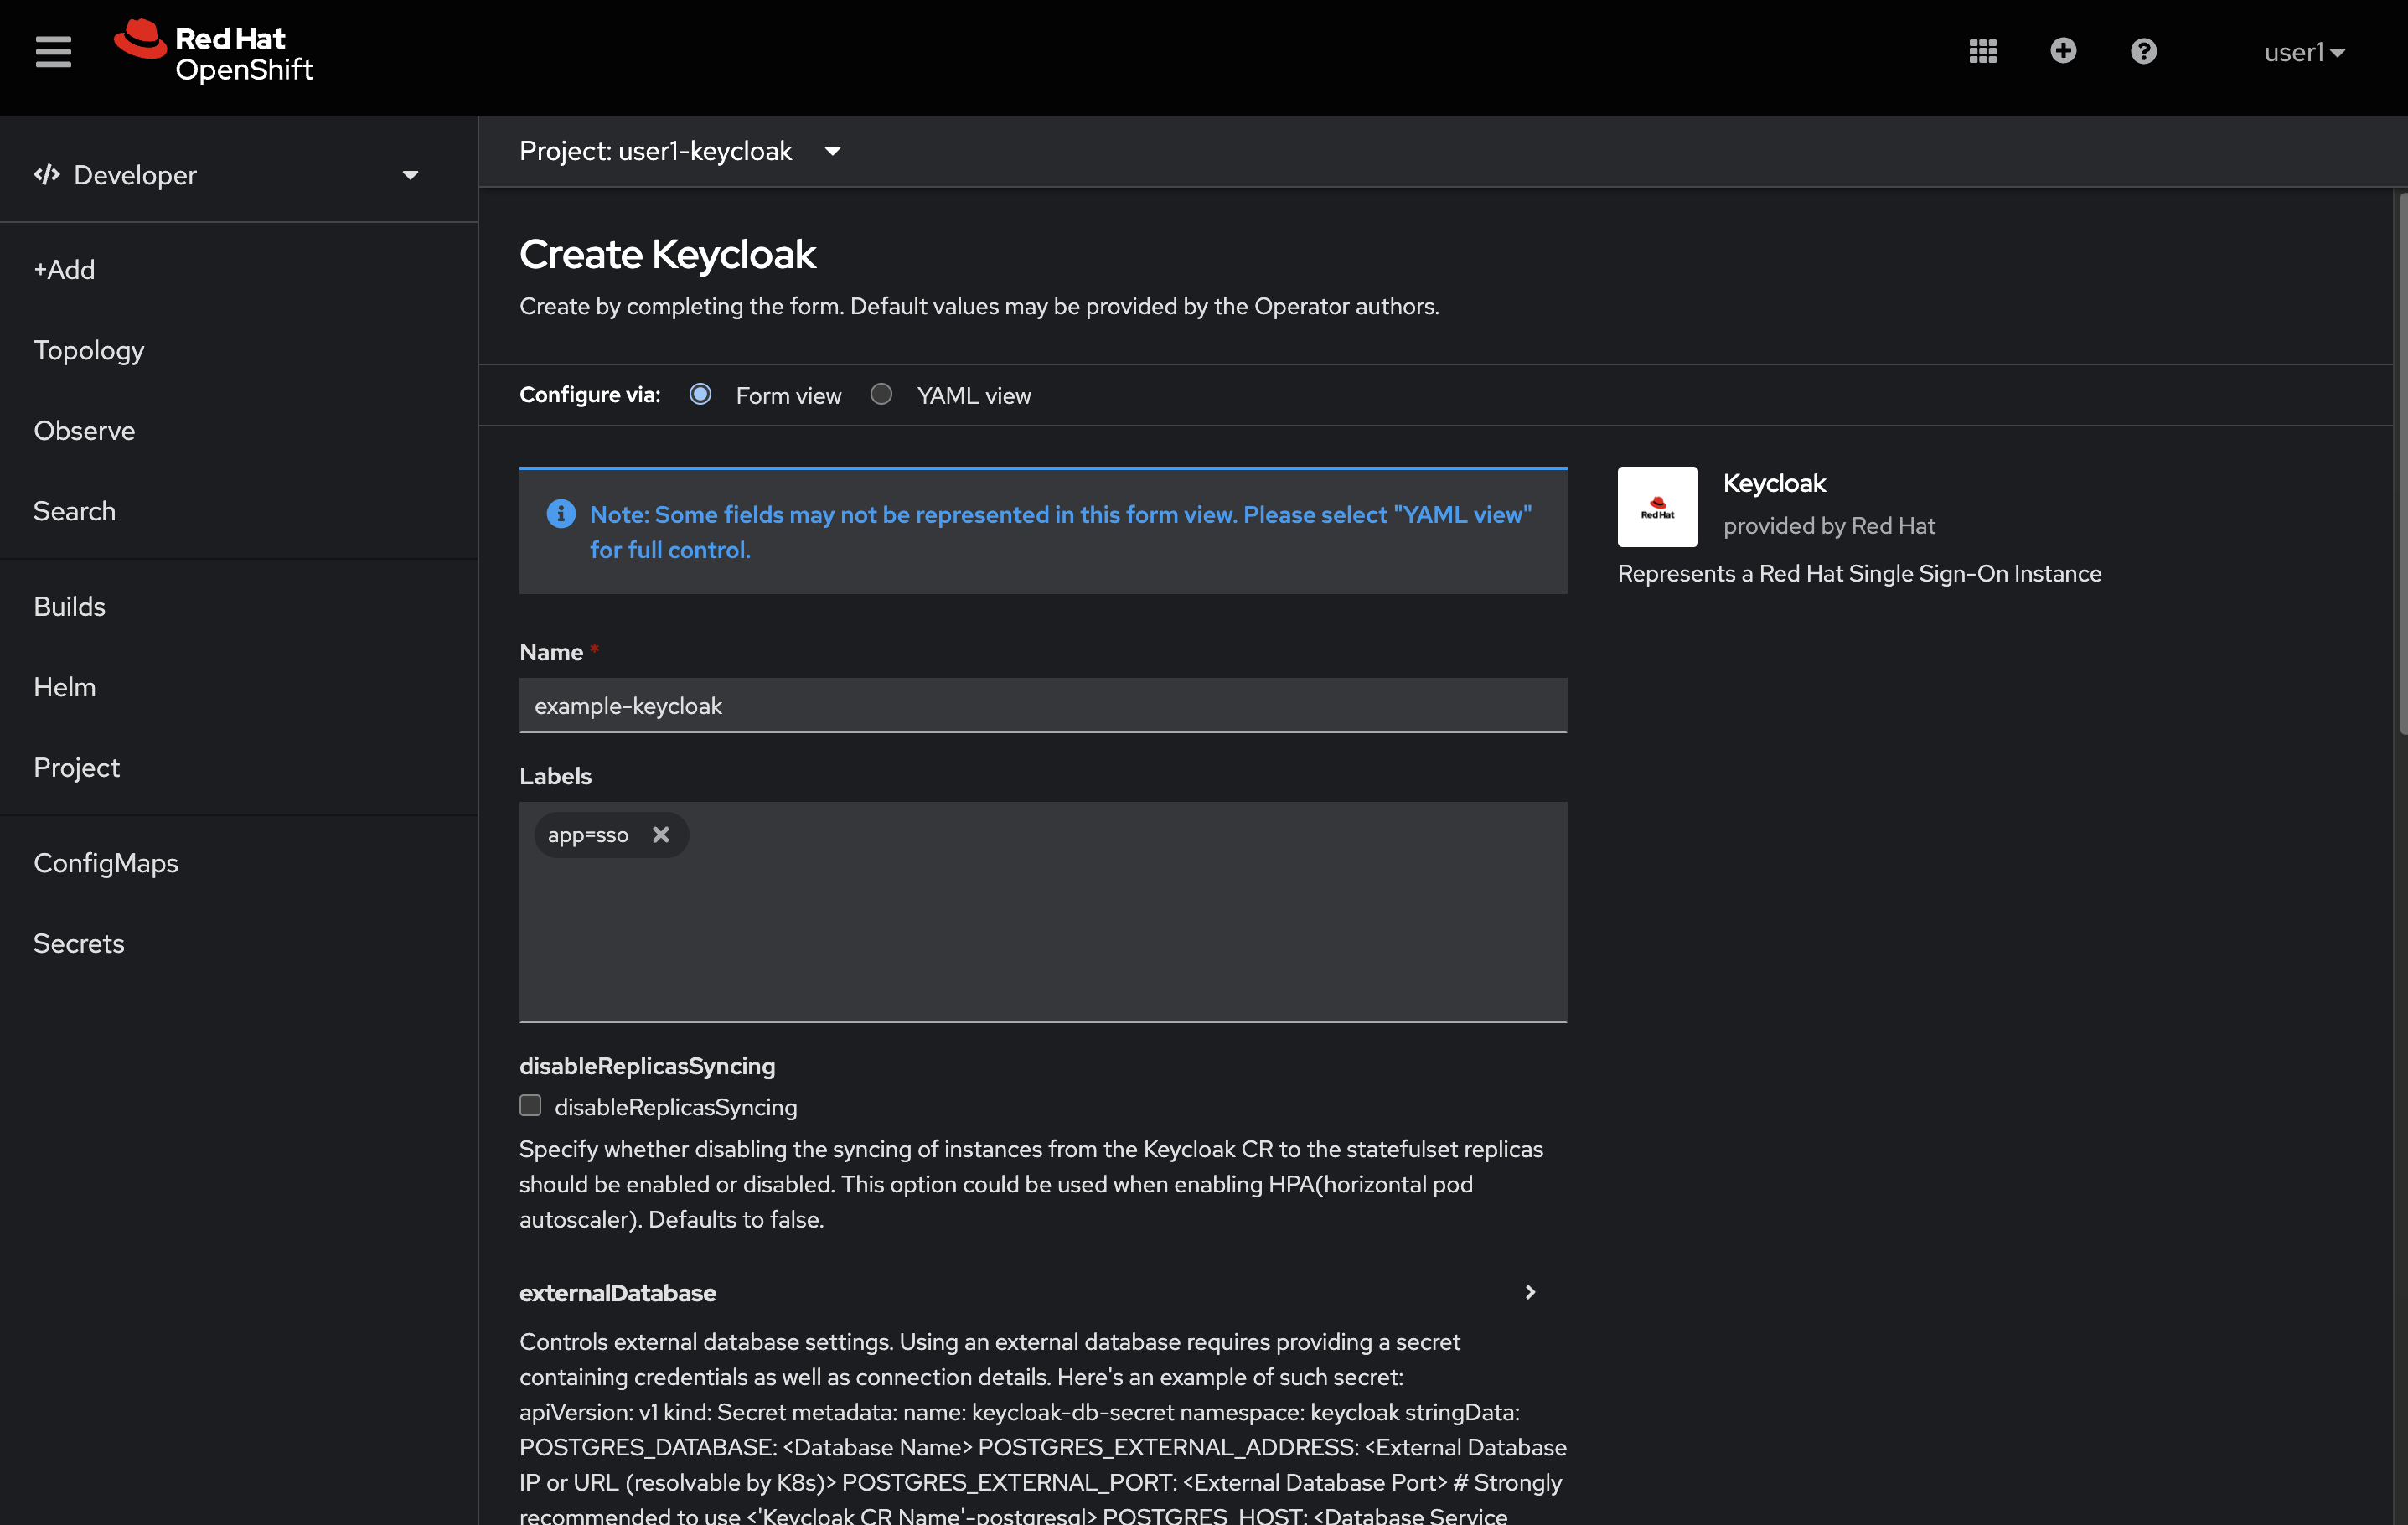 Red Hat
OpenShift
user1
Developer
+Add
Topology
Observe
Search
Builds
Helm
Project
ConfigMaps
Secrets
Project: user1-keycloak
Create Keycloak
Create by completing the form. Default values may be provided by the Operator authors.
Configure via: Form view YAML view
Note: Some fields may not be represented in this form view. Please select "YAML view"
for full control.
Name *
example-keycloak
Labels
app=sso
disableReplicasSyncing
disableReplicasSyncing
Specify whether disabling the syncing of instances from the Keycloak CR to the statefulset replicas
should be enabled or disabled. This option could be used when enabling HPA(horizontal pod
autoscaler). Defaults to false.
externalDatabase
Controls external database settings. Using an external database requires providing a secret
containing credentials as well as connection details. Here's an example of such secret:
apiVersion: v1 kind: Secret metadata: name: keycloak-db-secret namespace: keycloak stringData:
POSTGRES_DATABASE: <Database Name> POSTGRES_EXTERNAL_ADDRESS: <External Database
IP or URL (resolvable by K8s)> POSTGRES_EXTERNAL_PORT: <External Database Port> # Strongly
recommended to use <'Keycloak CR Name'-postgresql> POSTGRES_HOST: <Database Service
Red Hat
Keycloak
provided by Red Hat
Represents a Red Hat Single Sign-On Instance